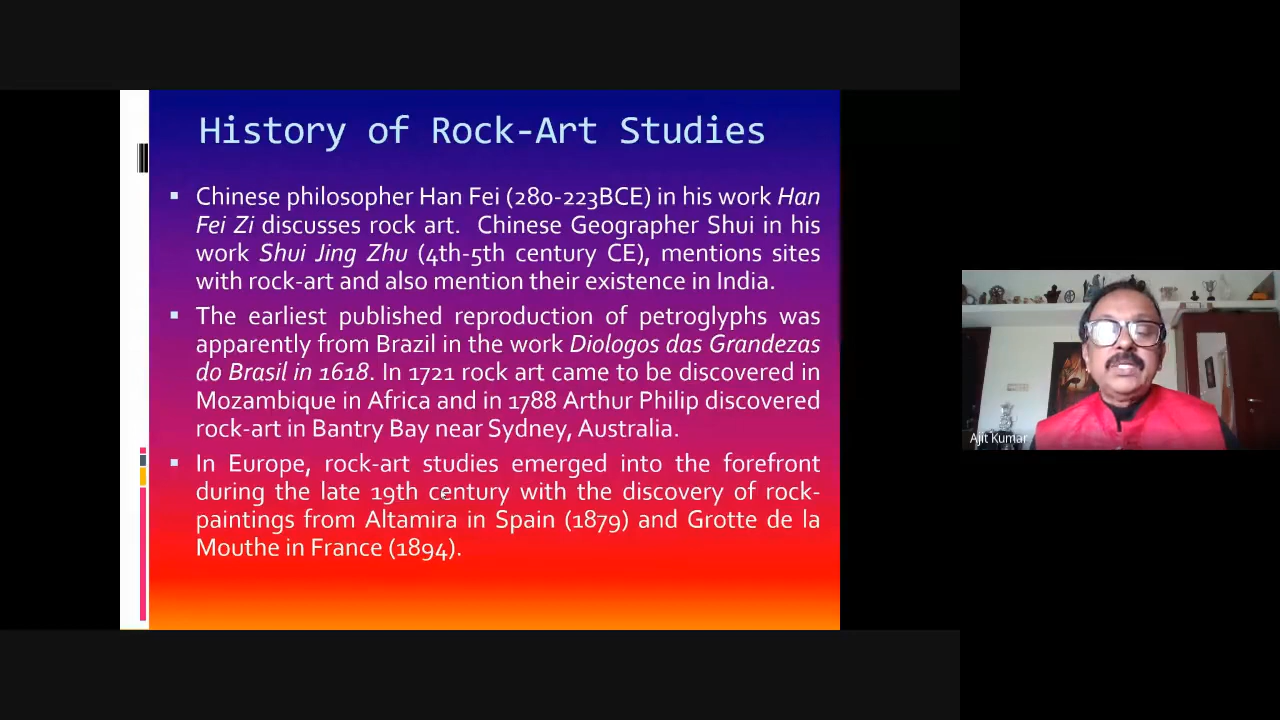 History of Rock-Art Studies
▪ Chinese philosopher Han Fei (280-223BCE) in his work Han
Fei Zi discusses rock art. Chinese Geographer Shui in his
work Shui Jing Zhu (4th-5th century CE), mentions sites
with rock-art and also mention their existence in India.
▪ The earliest published reproduction of petroglyphs was
apparently from Brazil in the work Diologos das Grandezas
do Brasil in 1618. In 1721 rock art came to be discovered in
Mozambique in Africa and in 1788 Arthur Philip discovered
rock-art in Bantry Bay near Sydney, Australia.
▪ In Europe, rock-art studies emerged into the forefront
during the late 19th century with the discovery of rock-
paintings from Altamira in Spain (1879) and Grotte de la
Mouthe in France (1894).
Ajit Kumar